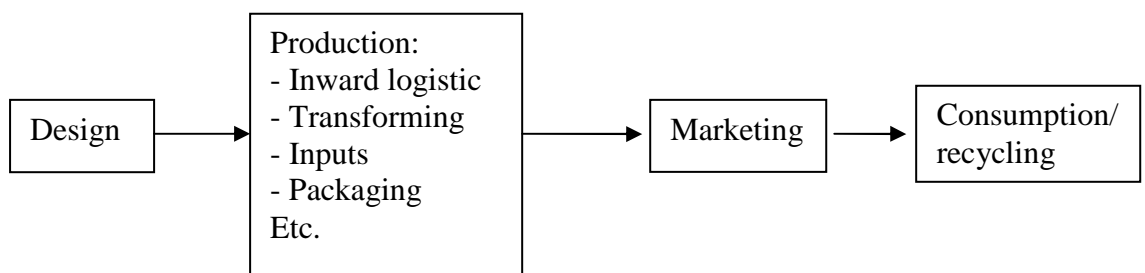 Design
Production:
- Inward logistic
- Transforming
- Inputs
- Packaging
Etc.
Marketing
Consumption/
recycling